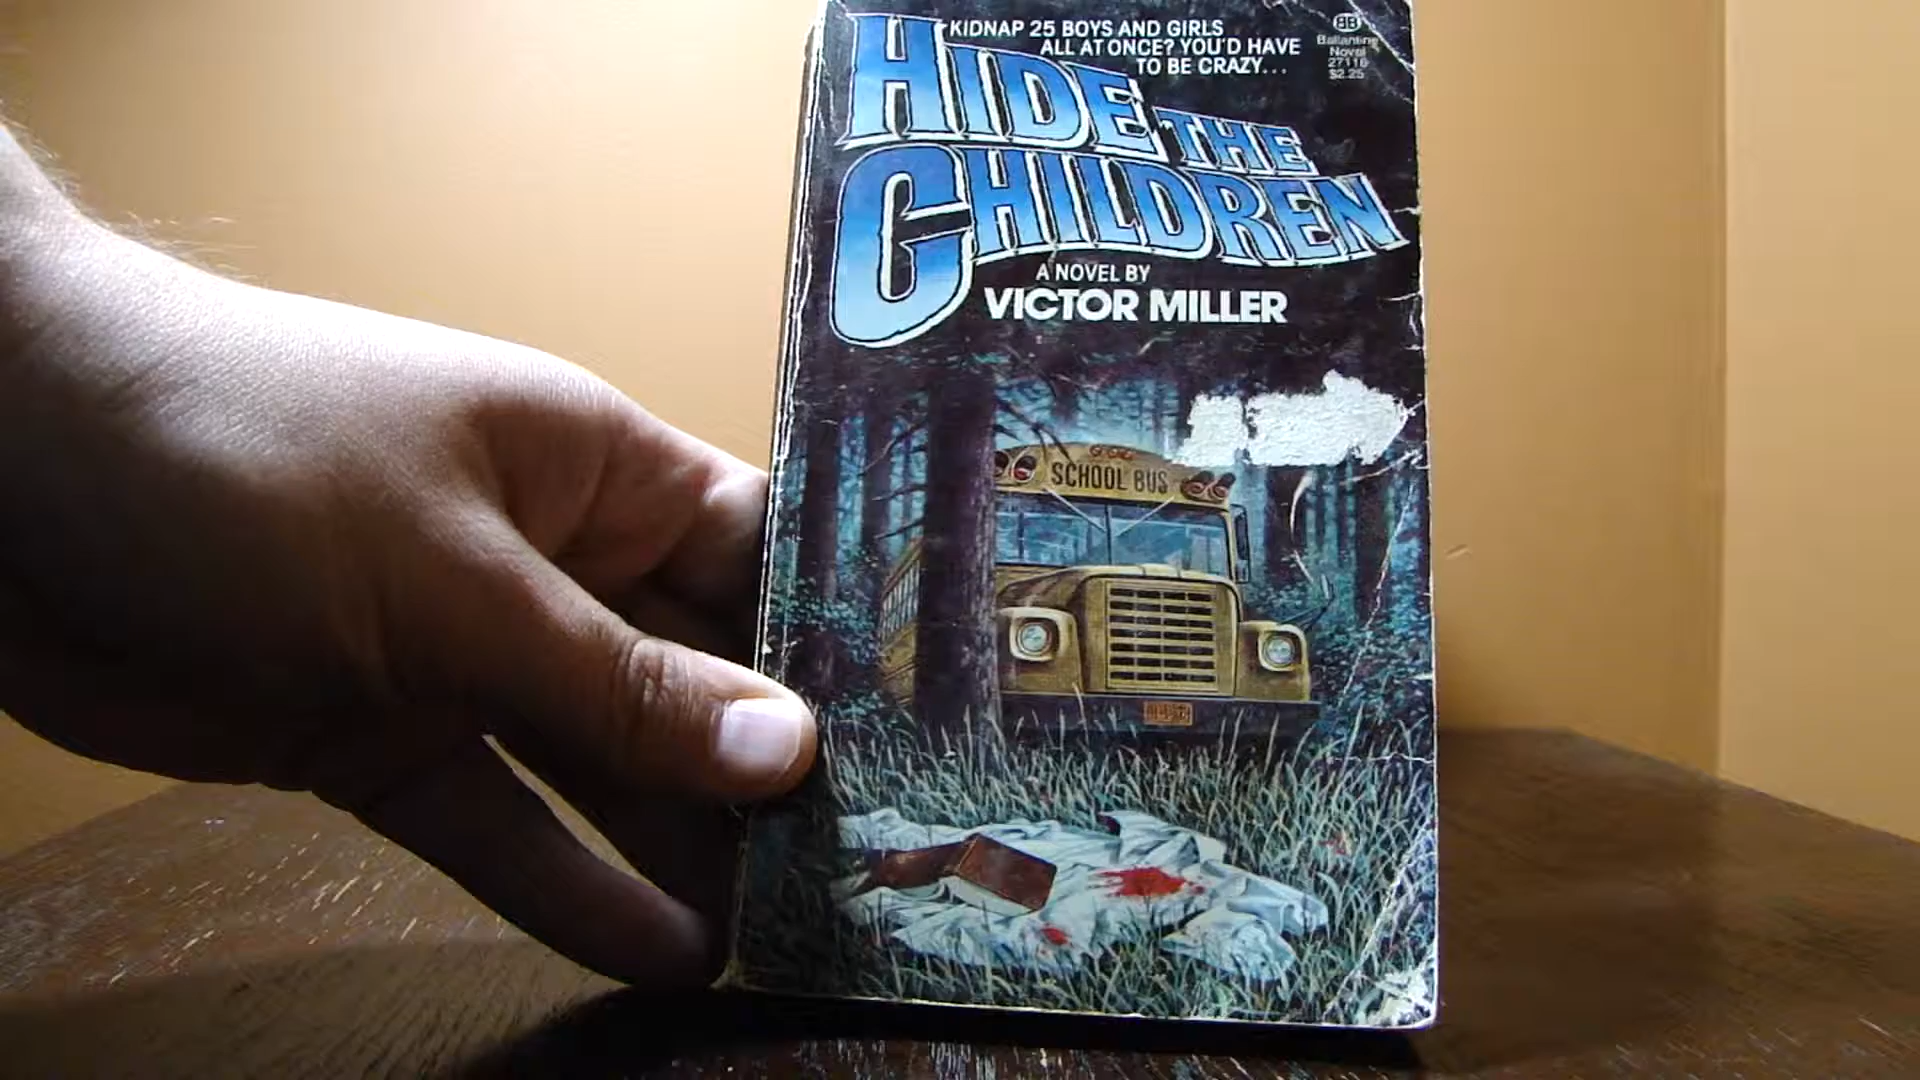 KIDNAP 25 BOYS AND GIRLS
ALL AT ONCE? YOU'D HAVE
TO BE CRAZY...
BB
Ballantine
Novel
27116
$2.25
HIDE THE
CHILDREN
A NOVEL BY
VICTOR MILLER
SCHOOL BUS